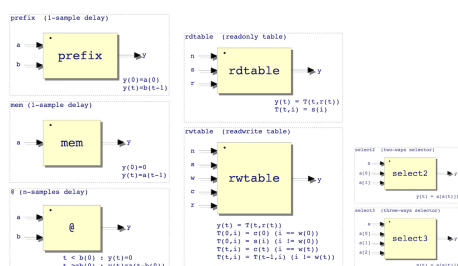 prefix (1-sample delay)
a
b
prefix
y
y(0)=a(0)
y(t)=b(t-1)
mem (1-sample delay)
a
mem
y
y(0)=0
y(t)=a(t-1)
@ (n-samples delay)
a
b
@
y
t < b(0) : y(t)=0
rdtable (readonly table)
n
s
r
rdtable
y
y(t) = T(t,r(t))
T(t,i) = s(i)
rwtable (readwrite table)
n
s
w
c
r
rwtable
y
y(t) = T(t,r(t))
T(0,i) = c(0) (i == w(0))
T(0,i) = s(i) (i != w(0))
T(t,i) = c(t) (i == w(t))
T(t,i) = T(t-1,i) (i != w(t))
select2 (two-ways selector)
s
a[0]
a[1]
select2
y
y(t) = a[s(t)](t)
select3 (three-ways selector)
s
a[0]
a[1]
a[2]
select3
y